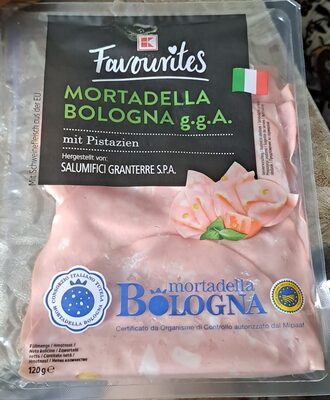 K
Favourites
MORTADELLA
BOLOGNA g.g.A.
mit Pistazien
Hergestellt von:
SALUMIFICI GRANTERRE S.P.A.
Mit Schweinefleisch aus der EU
mortadella
BOLOGNA
CONSORZIO ITALIANO TUTELA
MORTADELLA BOLOGNA
Certificato da Organismo di Controllo autorizzato dal Mipaaf
120g e